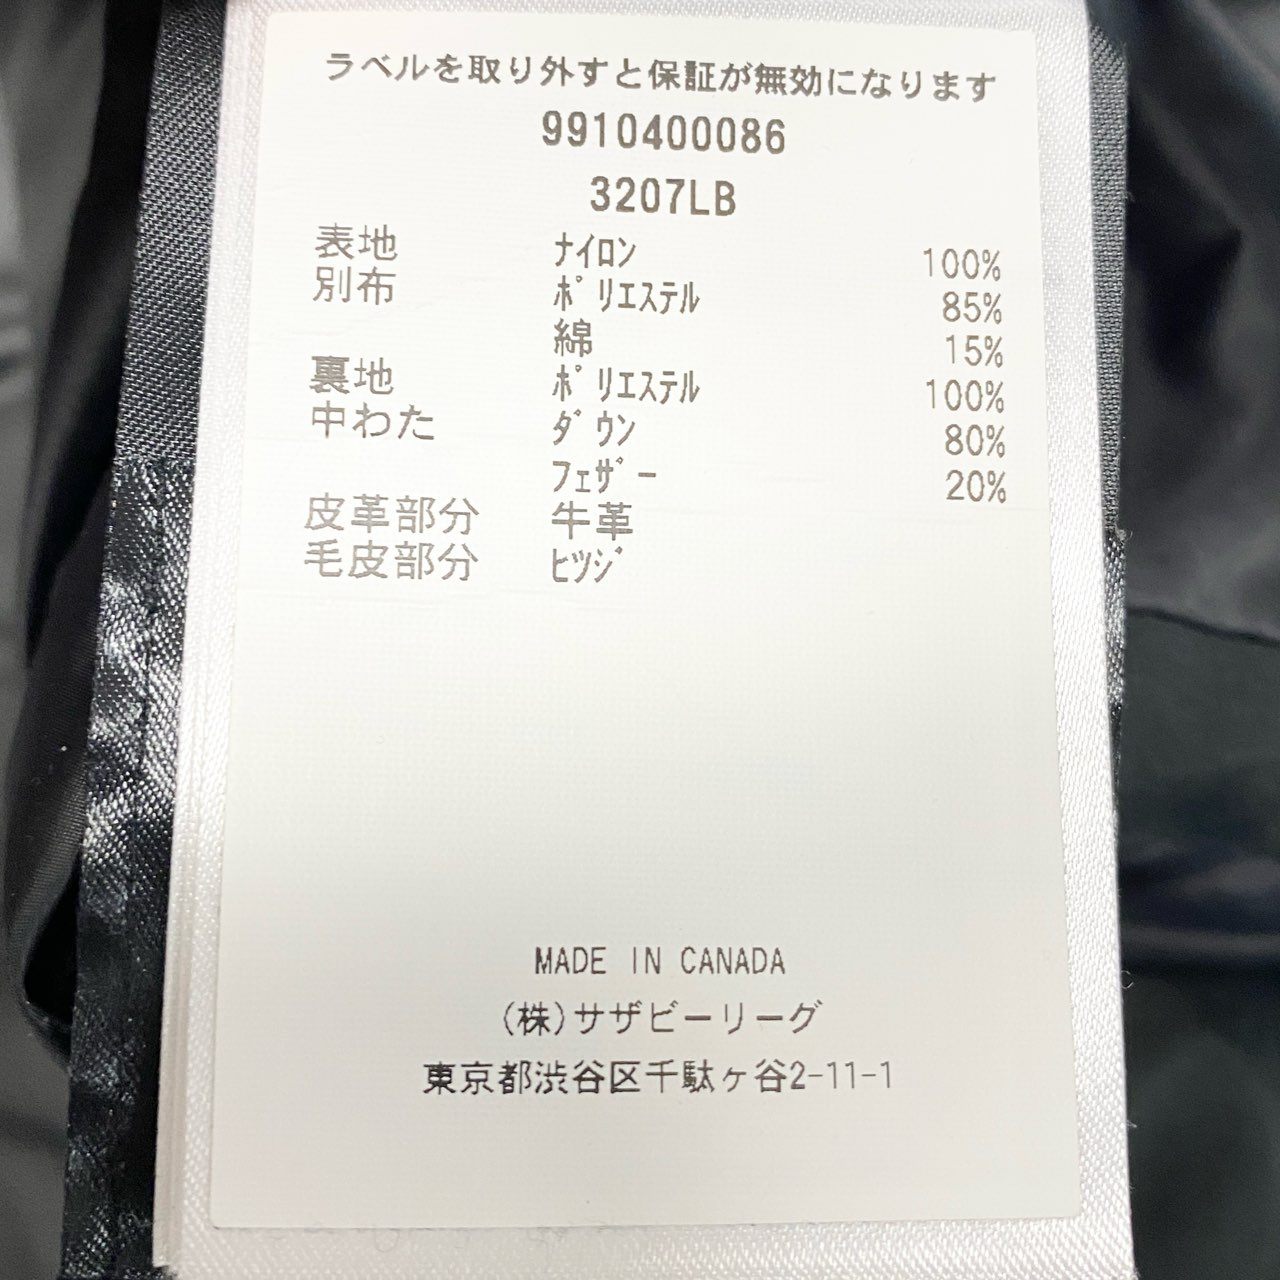 ラベルを取り外すと保証が無効になります
9910400086
3207LB
表地 ﾅｲﾛﾝ 100%
別布 ﾎﾟﾘｴｽﾃﾙ 85%
綿 15%
裏地 ﾎﾟﾘｴｽﾃﾙ 100%
中わた ﾀﾞｳﾝ 80%
ﾌｪｻﾞｰ 20%
皮革部分 牛革
毛皮部分 ﾋﾂｼﾞ
MADE IN CANADA
(株)サザビーリーグ
東京都渋谷区千駄ヶ谷2-11-1